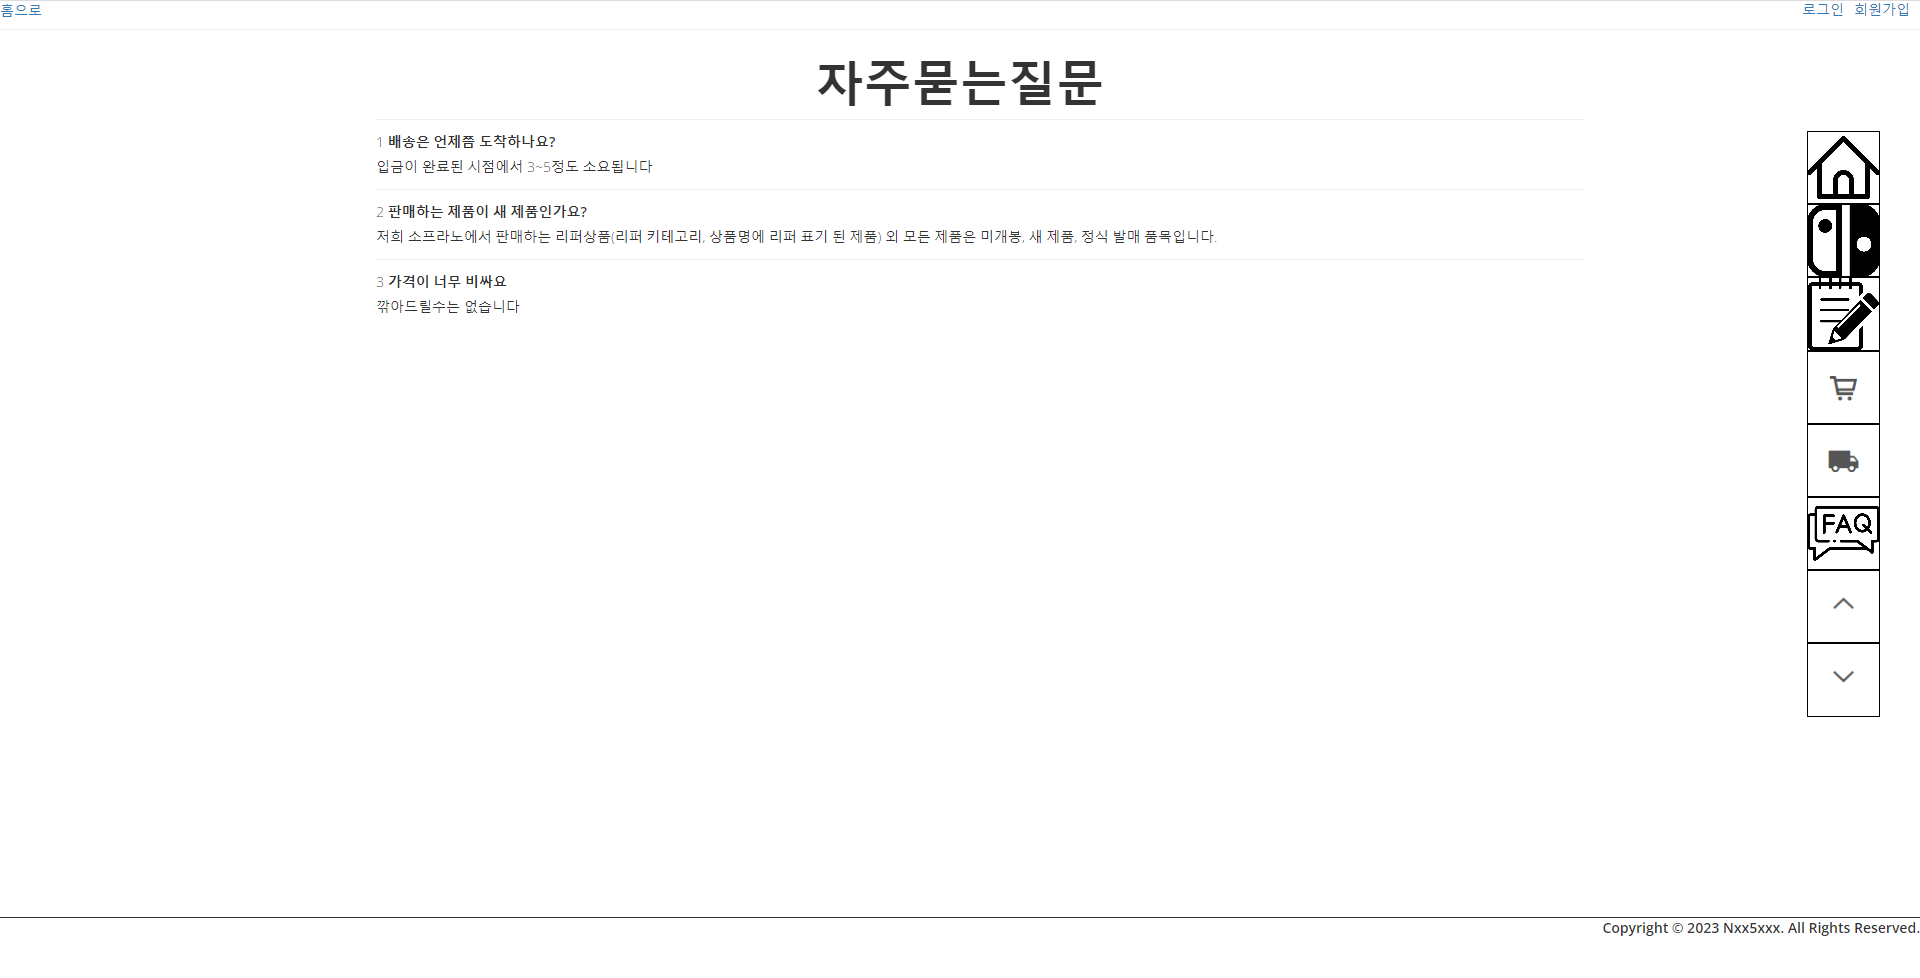 홈으로
로그인 회원가입
자주묻는질문
1 배송은 언제쯤 도착하나요?
입금이 완료된 시점에서 3~5정도 소요됩니다
2 판매하는 제품이 새 제품인가요?
저희 소프라노에서 판매하는 리퍼상품(리퍼 키테고리, 상품명에 리퍼 표기 된 제품) 외 모든 제품은 미개봉, 새 제품, 정식 발매 품목입니다.
3 가격이 너무 비싸요
깎아드릴수는 없습니다
FAQ
Copyright © 2023 Nxx5xxx. All Rights Reserved.